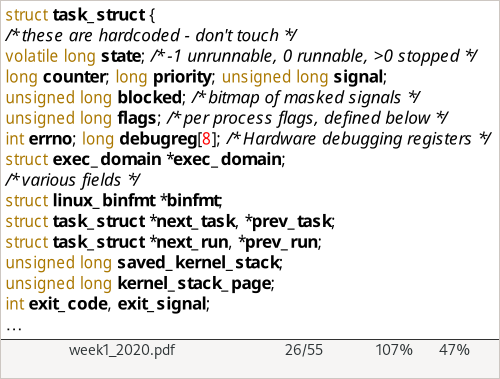 struct task_struct {
/*these are hardcoded - don't touch */
volatile long state; /*-1 unrunnable, 0 runnable, >0 stopped */
long counter; long priority; unsigned long signal;
unsigned long blocked; /*bitmap of masked signals */
unsigned long flags; /*per process flags, defined below */
int errno; long debugreg[8]; /*Hardware debugging registers */
struct exec_domain *exec_domain;
/*various fields */
struct linux_binfmt *binfmt;
struct task_struct *next_task, *prev_task;
struct task_struct *next_run, *prev_run;
unsigned long saved_kernel_stack;
unsigned long kernel_stack_page;
int exit_code, exit_signal;
...
week1_2020.pdf 26/55 107% 47%